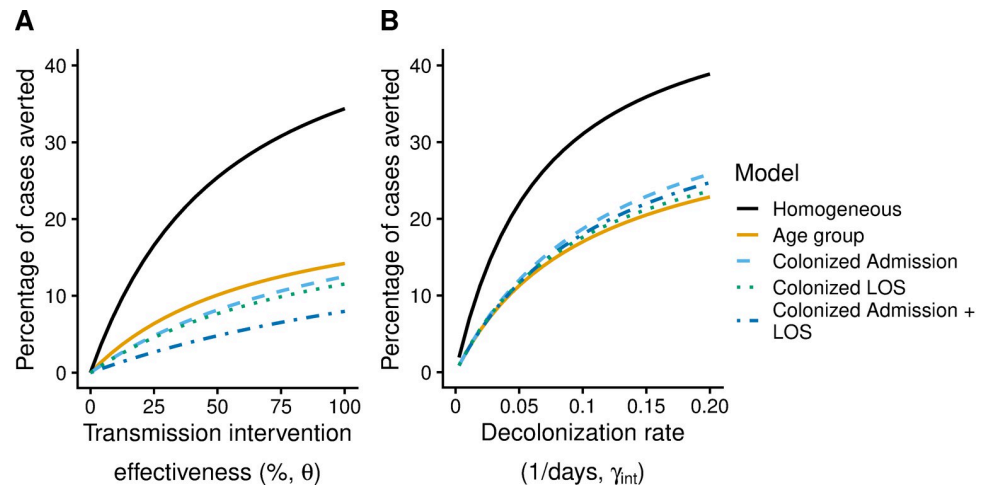 A
B
Percentage of cases averted
40
30
20
10
0
0 25 50 75 100
Transmission intervention
effectiveness (%, θ)
Percentage of cases averted
40
30
20
10
0
0 0.05 0.1 0.15 0.20
Decolonization rate
(1/days, γint)
Model
Homogeneous
Age group
Colonized Admission
Colonized LOS
Colonized Admission +
LOS